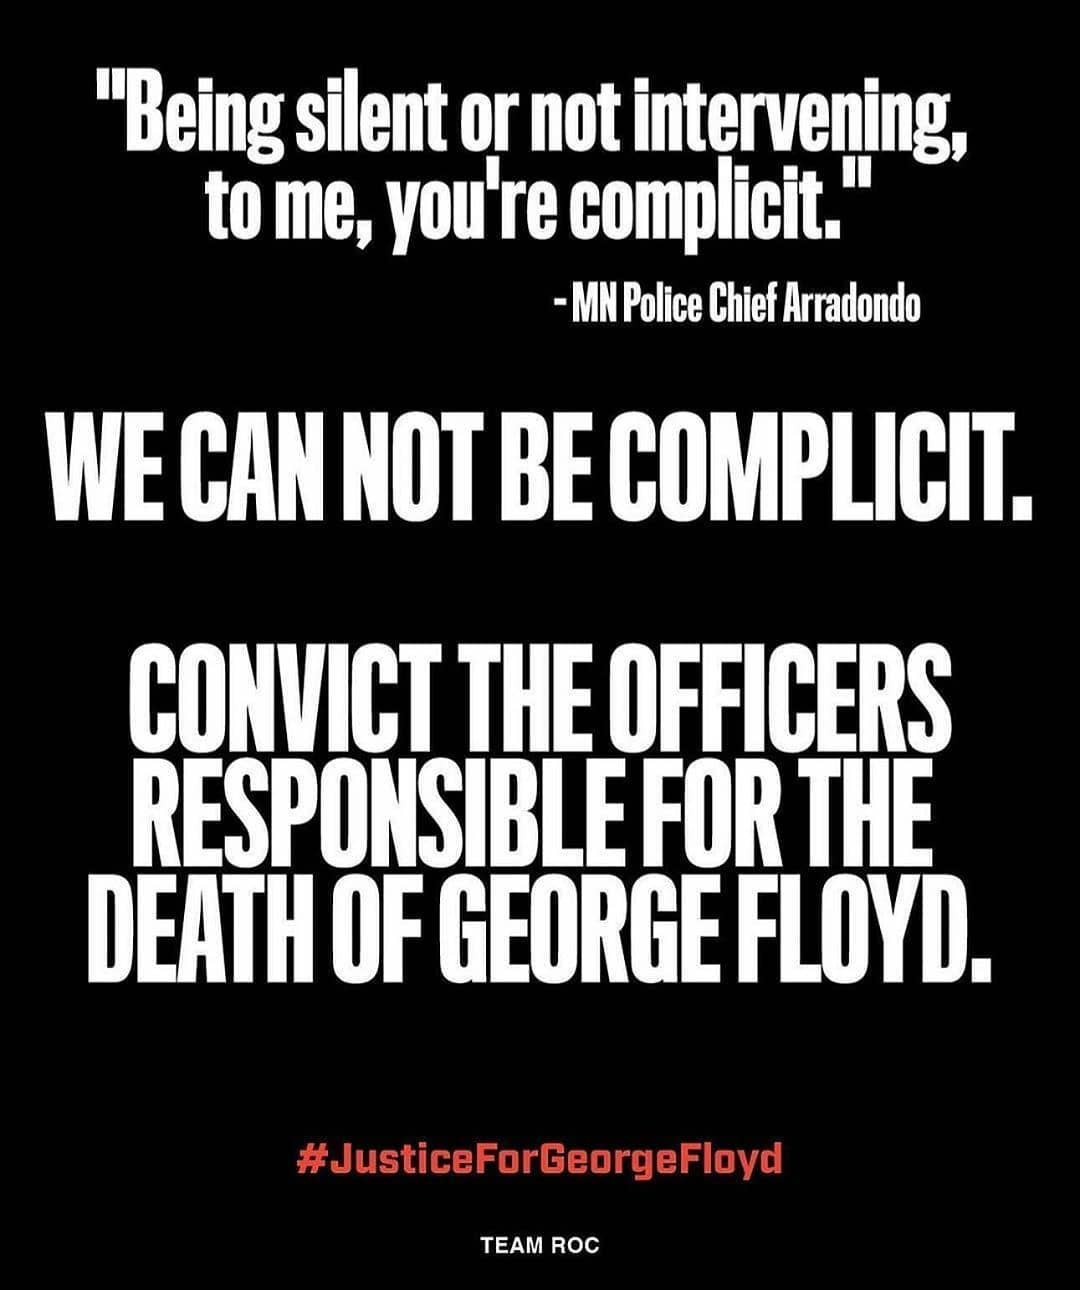 "Being silent or not intervening,
to me, you're complicit."
- MN Police Chief Arradondo
WE CAN NOT BE COMPLICIT.
CONVICT THE OFFICERS
RESPONSIBLE FOR THE
DEATH OF GEORGE FLOYD.
#JusticeForGeorgeFloyd
TEAM ROC